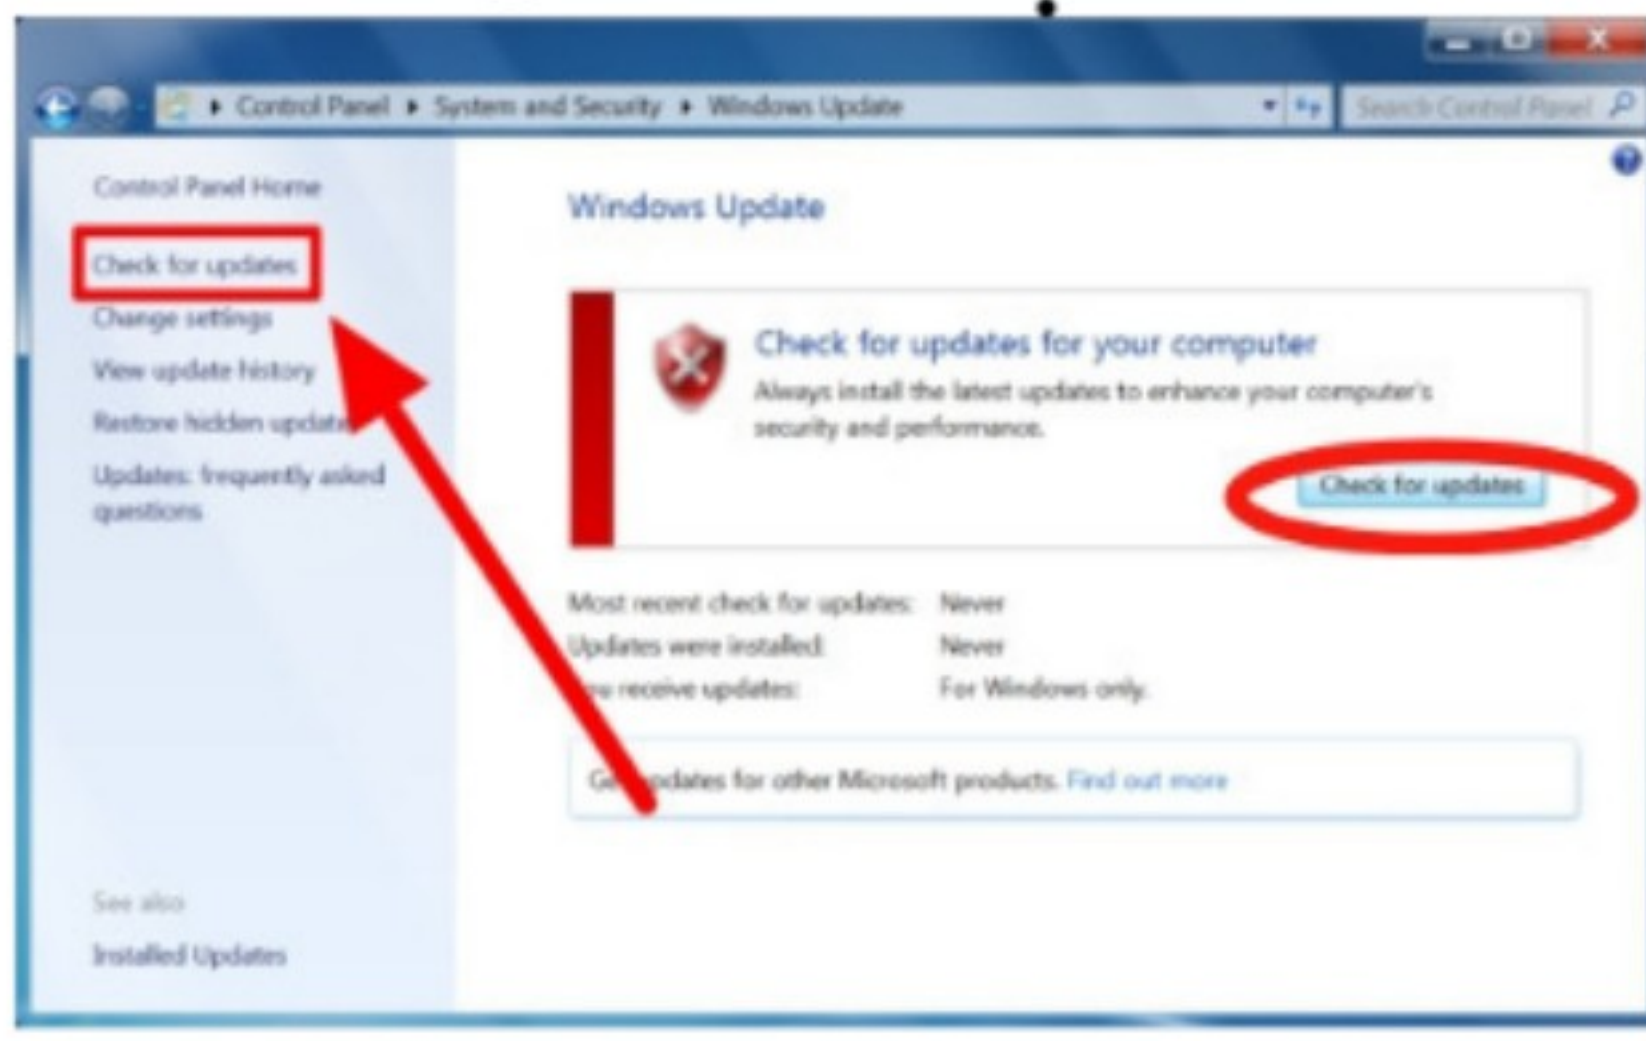 Control Panel ▸ System and Security ▸ Windows Update
Search Control Panel
Control Panel Home
Check for updates
Change settings
View update history
Restore hidden update
Updates: frequently asked
questions
See also
Installed Updates
Windows Update
Check for updates for your computer
Always install the latest updates to enhance your computer's
security and performance.
Check for updates
Most recent check for updates: Never
Updates were installed: Never
receive updates: For Windows only.
updates for other Microsoft products. Find out more